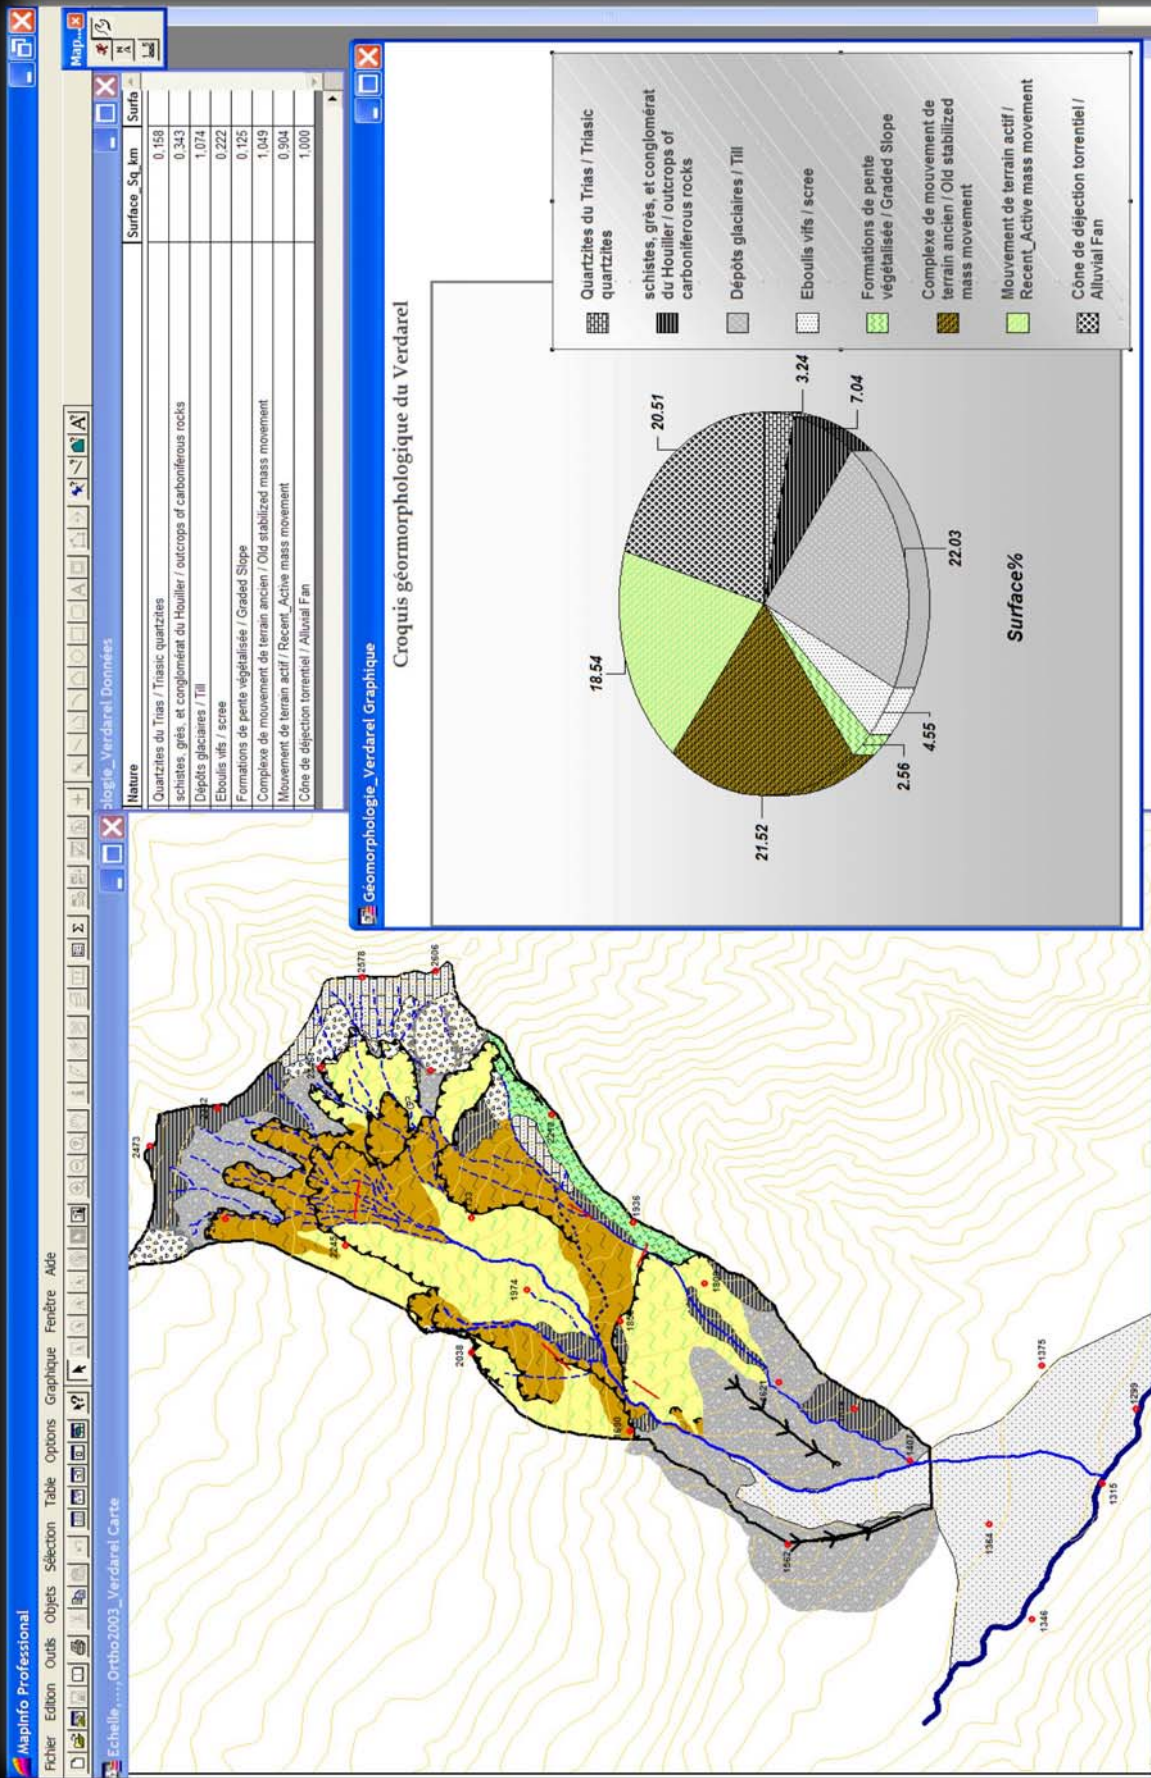 MapInfo Professional
Fichier Edition Outils Objets Sélection Table Options Graphique Fenêtre Aide
Map...
Echelle,...,Ortho2003_Verdarel Carte
2473
2578
2606
2245
2038
1974
1936
1621
1562
1407
1375
1364
1346
1315
1299
ologie_Verdarel Données
Nature Surface_Sq_km Surfa
Quartzites du Trias / Triasic quartzites 0,158
schistes, grès, et conglomérat du Houiller / outcrops of carboniferous rocks 0,343
Dépôts glaciaires / Till 1,074
Eboulis vifs / scree 0,222
Formations de pente végétalisée / Graded Slope 0,125
Complexe de mouvement de terrain ancien / Old stabilized mass movement 1,049
Mouvement de terrain actif / Recent_Active mass movement 0,904
Cône de déjection torrentiel / Alluvial Fan 1,000
Géomorphologie_Verdarel Graphique
Croquis géormorphologique du Verdarel
20.51
18.54
3.24
7.04
21.52
22.03
2.56
4.55
Surface%
Quartzites du Trias / Triasic
quartzites
schistes, grès, et conglomérat
du Houiller / outcrops of
carboniferous rocks
Dépôts glaciaires / Till
Eboulis vifs / scree
Formations de pente
végétalisée / Graded Slope
Complexe de mouvement de
terrain ancien / Old stabilized
mass movement
Mouvement de terrain actif /
Recent_Active mass movement
Cône de déjection torrentiel /
Alluvial Fan